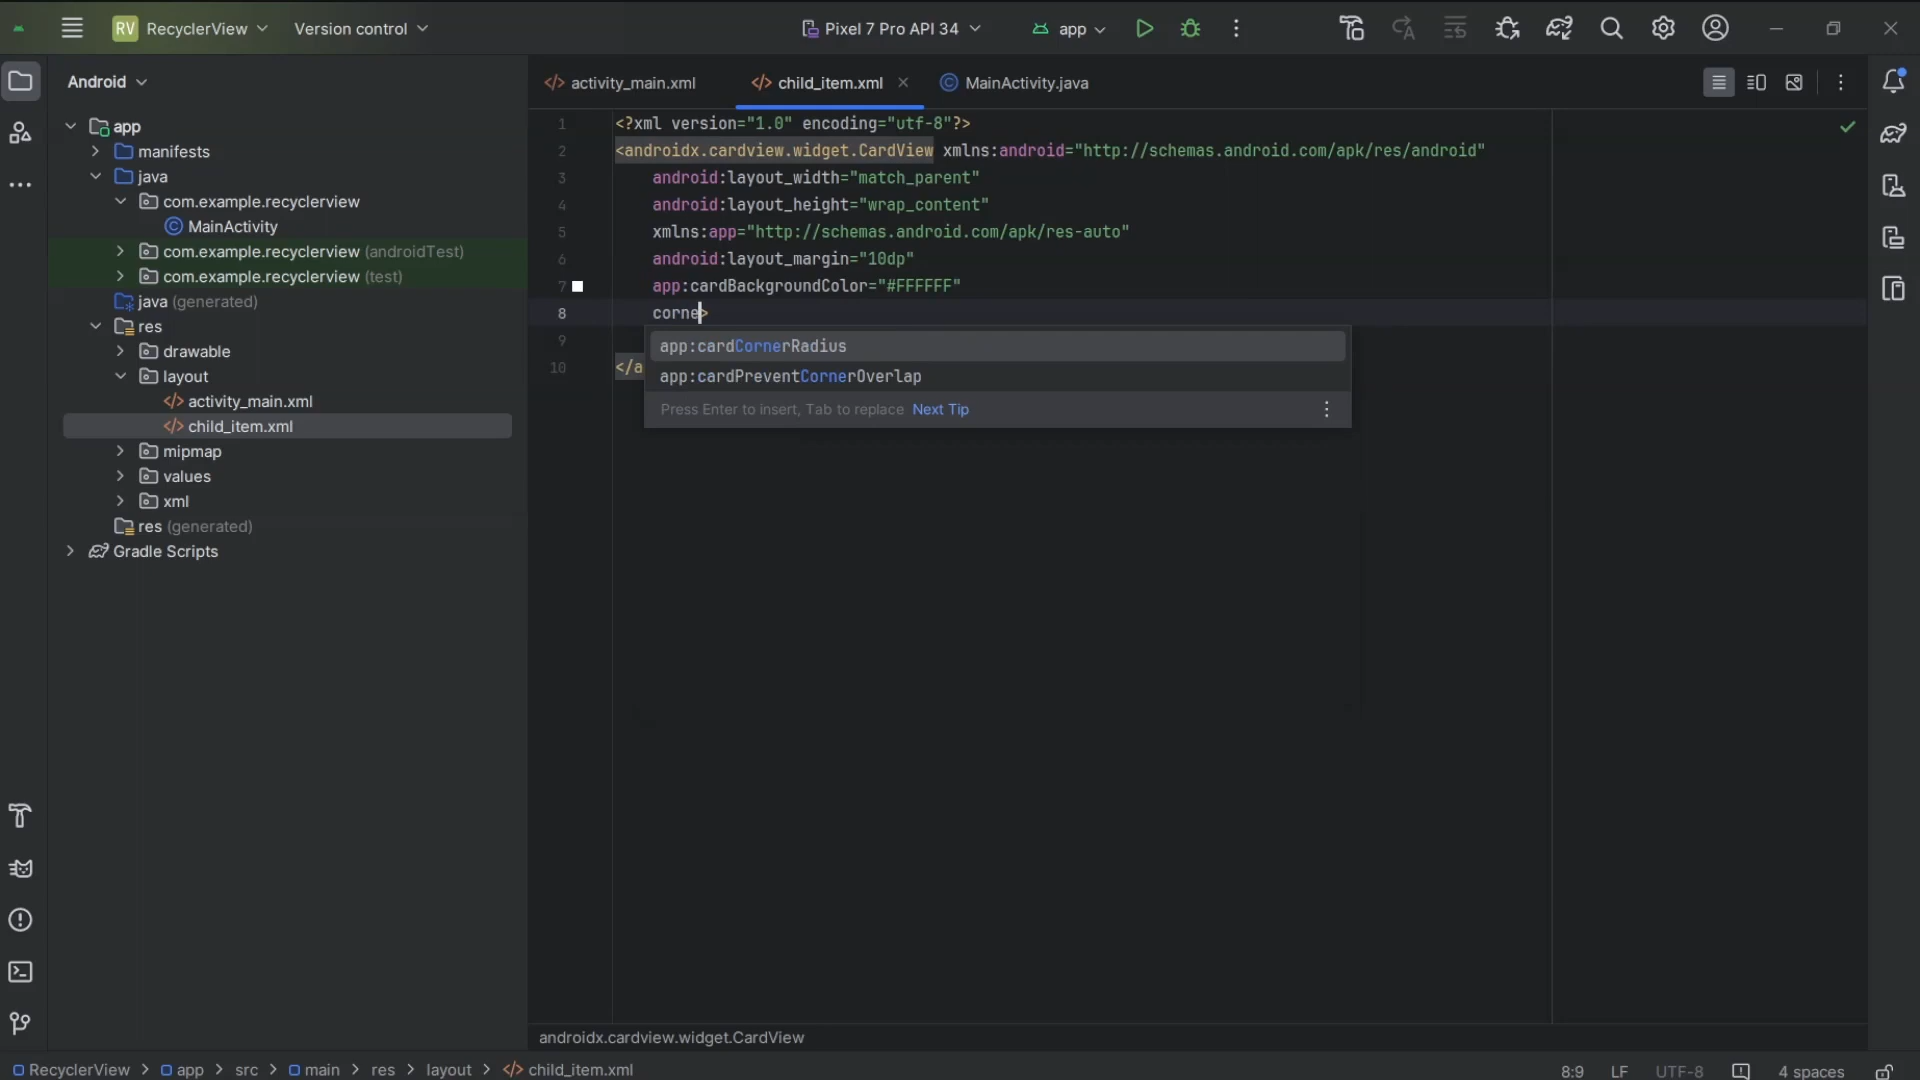 RV RecyclerView Version control Pixel 7 Pro API 34 app
Android
app
manifests
java
com.example.recyclerview
MainActivity
com.example.recyclerview (androidTest)
com.example.recyclerview (test)
java (generated)
res
drawable
layout
activity_main.xml
child_item.xml
mipmap
values
xml
res (generated)
Gradle Scripts
activity_main.xml child_item.xml MainActivity.java
1 <?xml version="1.0" encoding="utf-8"?>
2 <androidx.cardview.widget.CardView xmlns:android="http://schemas.android.com/apk/res/android"
3 android:layout_width="match_parent"
4 android:layout_height="wrap_content"
5 xmlns:app="http://schemas.android.com/apk/res-auto"
6 android:layout_margin="10dp"
7 app:cardBackgroundColor="#FFFFFF"
8 corne>
9
10 </a
app:cardCornerRadius
app:cardPreventCornerOverlap
Press Enter to insert, Tab to replace Next Tip
androidx.cardview.widget.CardView
RecyclerView > app > src > main > res > layout > child_item.xml 8:9 LF UTF-8 4 spaces